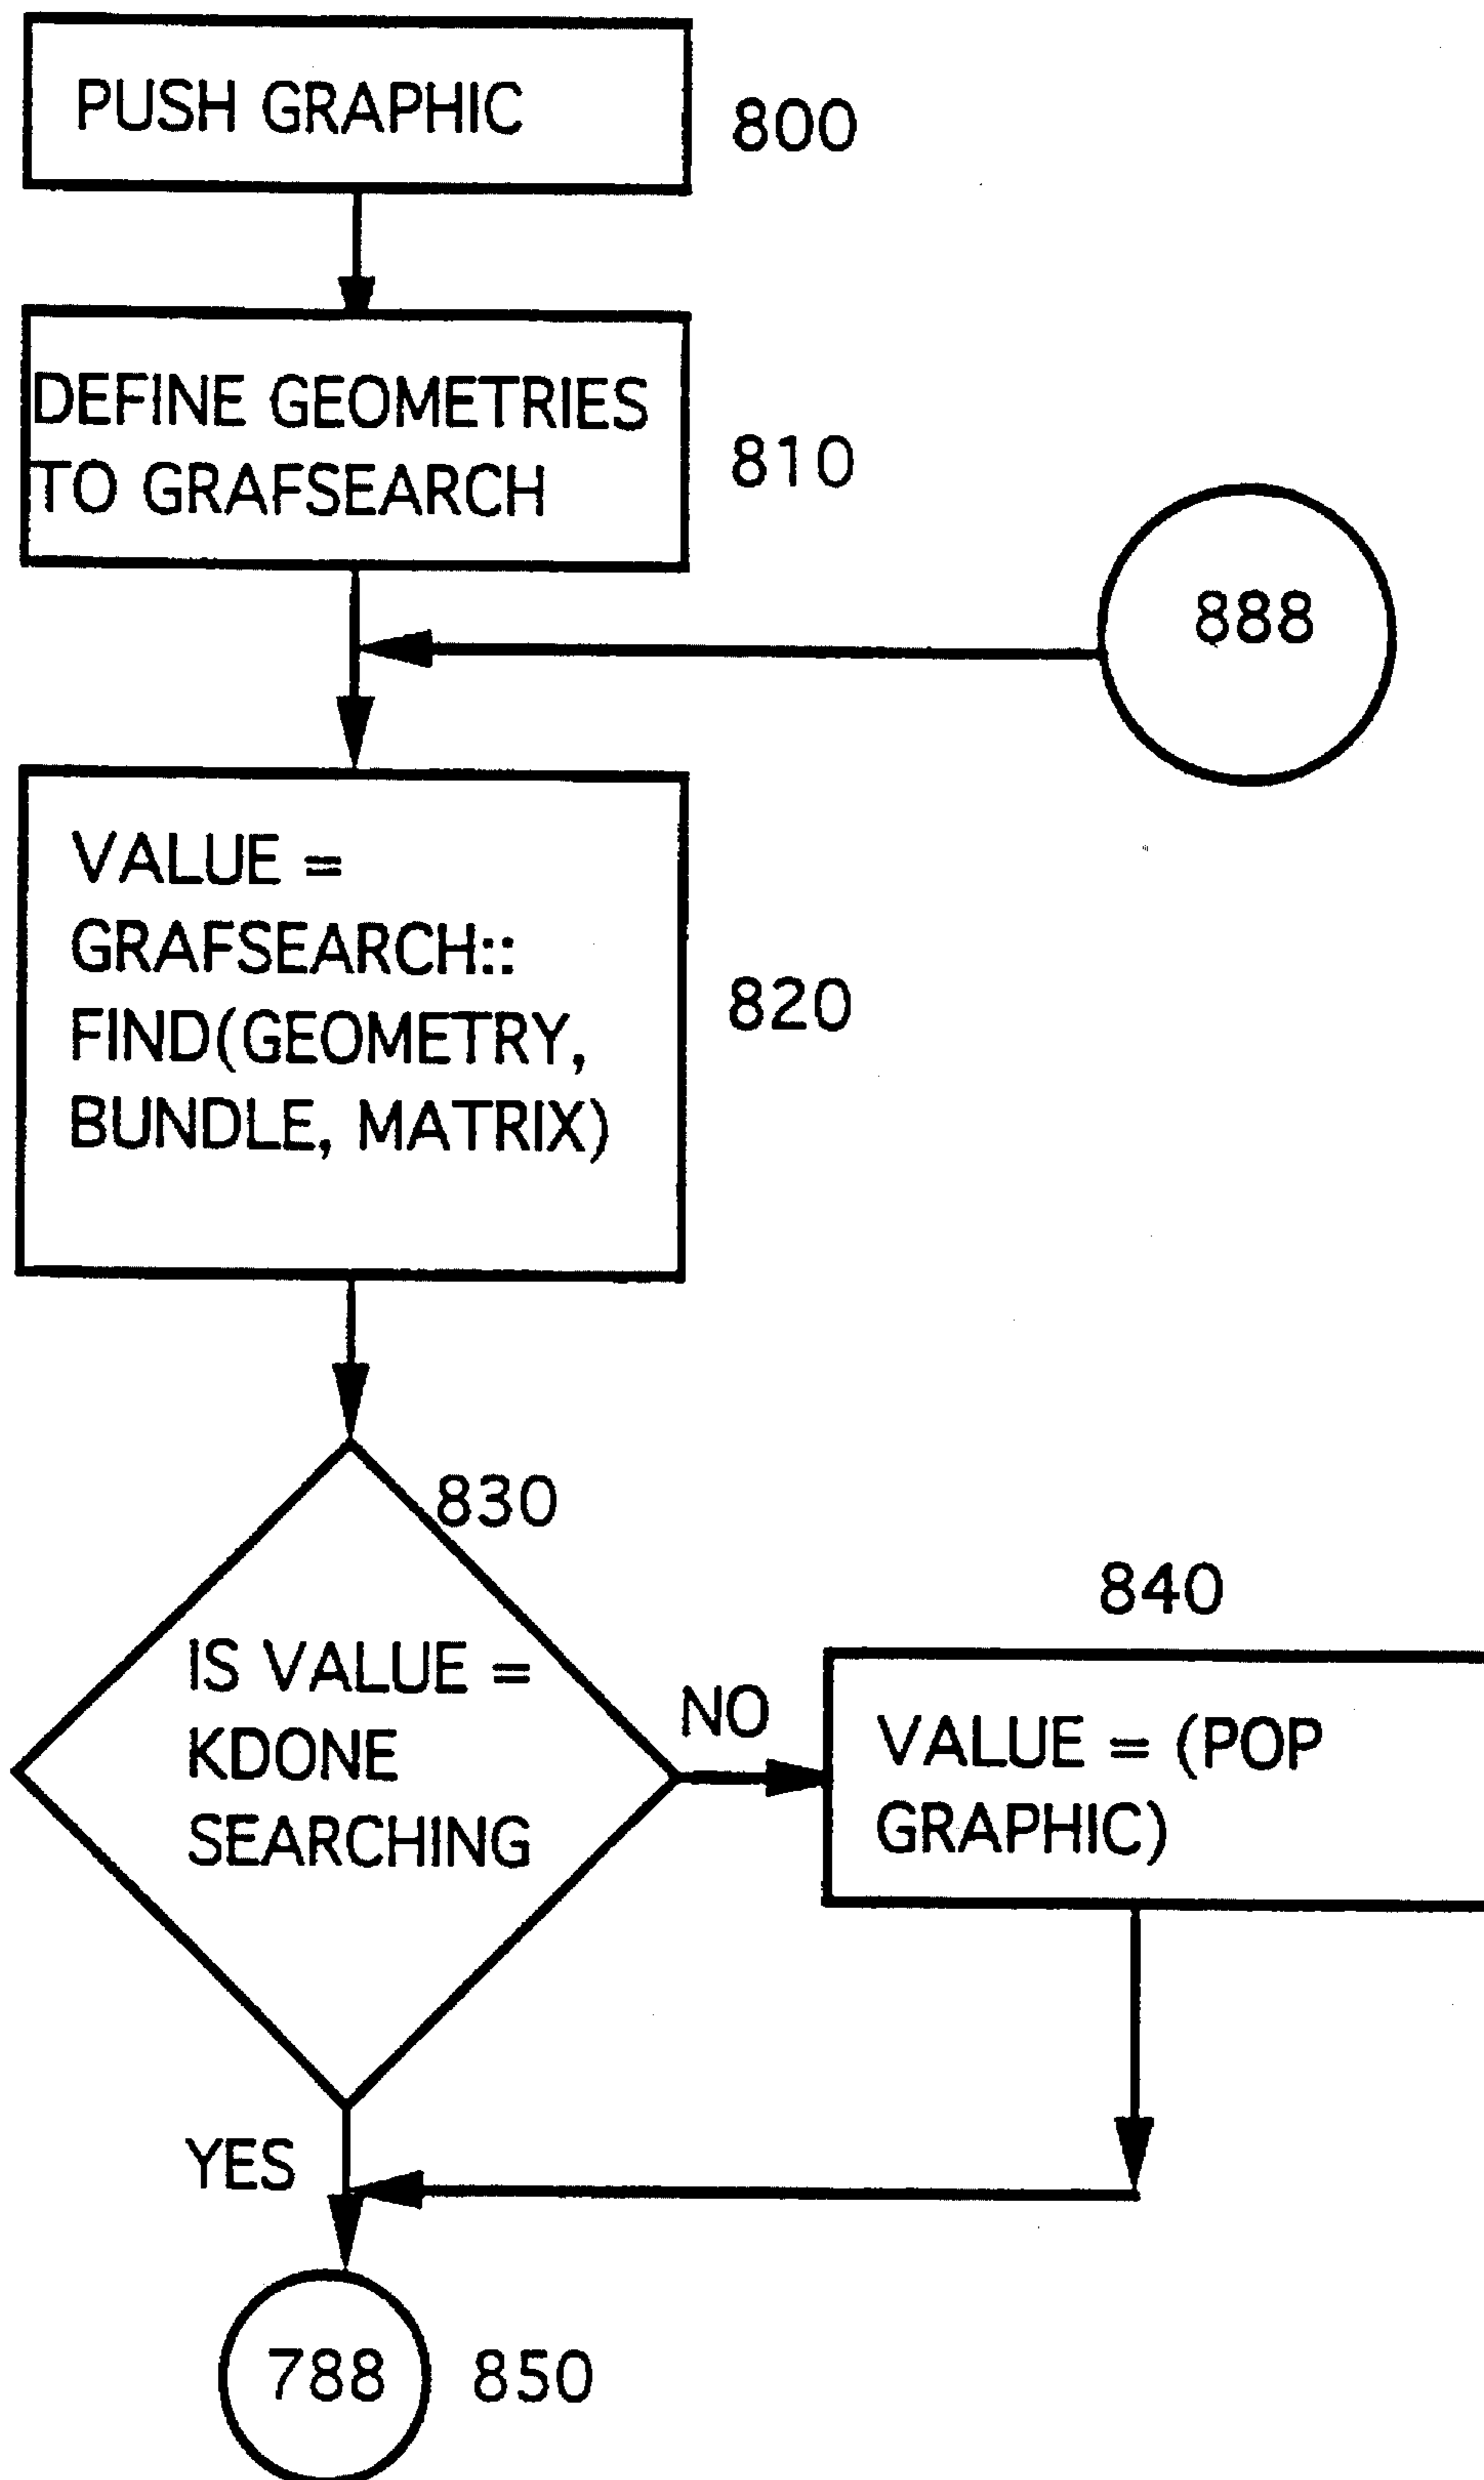 PUSH GRAPHIC
800
DEFINE GEOMETRIES
TO GRAFSEARCH
810
888
VALUE =
GRAFSEARCH::
FIND(GEOMETRY,
BUNDLE, MATRIX)
820
830
IS VALUE =
KDONE
SEARCHING
NO
840
VALUE = (POP
GRAPHIC)
YES
788
850